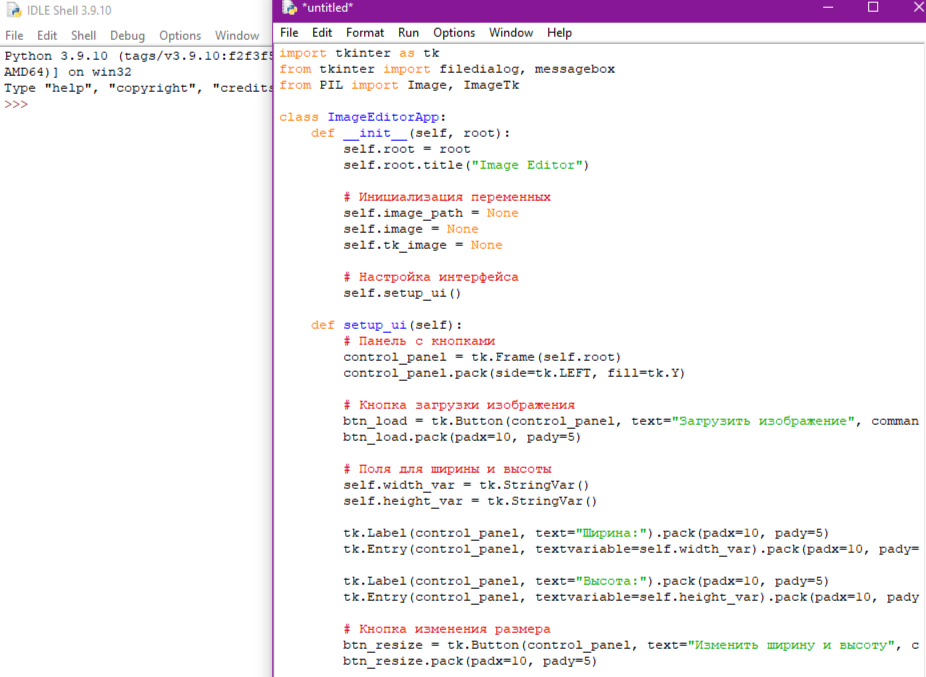 IDLE Shell 3.9.10
File Edit Shell Debug Options Window
Python 3.9.10 (tags/v3.9.10:f2f3f5
AMD64)] on win32
Type "help", "copyright", "credits
>>>
*untitled*
File Edit Format Run Options Window Help
import tkinter as tk
from tkinter import filedialog, messagebox
from PIL import Image, ImageTk
class ImageEditorApp:
    def __init__(self, root):
        self.root = root
        self.root.title("Image Editor")
        # Инициализация переменных
        self.image_path = None
        self.image = None
        self.tk_image = None
        # Настройка интерфейса
        self.setup_ui()
    def setup_ui(self):
        # Панель с кнопками
        control_panel = tk.Frame(self.root)
        control_panel.pack(side=tk.LEFT, fill=tk.Y)
        # Кнопка загрузки изображения
        btn_load = tk.Button(control_panel, text="Загрузить изображение", comman
        btn_load.pack(padx=10, pady=5)
        # Поля для ширины и высоты
        self.width_var = tk.StringVar()
        self.height_var = tk.StringVar()
        tk.Label(control_panel, text="Ширина:").pack(padx=10, pady=5)
        tk.Entry(control_panel, textvariable=self.width_var).pack(padx=10, pady=
        tk.Label(control_panel, text="Высота:").pack(padx=10, pady=5)
        tk.Entry(control_panel, textvariable=self.height_var).pack(padx=10, pady
        # Кнопка изменения размера
        btn_resize = tk.Button(control_panel, text="Изменить ширину и высоту", c
        btn_resize.pack(padx=10, pady=5)